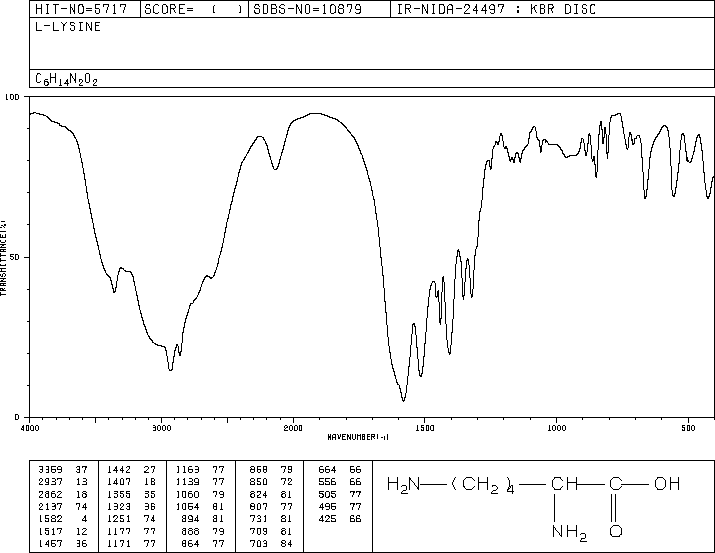 HIT-NO=5717 SCORE= ( ) SDBS-NO=10879 IR-NIDA-24497 : KBR DISC
L-LYSINE
C6H14N2O2
100
50
0
TRANSMITTANCE(%)
4000 3000 2000 1500 1000 500
WAVENUMBER(-1)
3359 37 1442 27 1163 77 868 79 664 66
2937 13 1407 18 1139 77 850 72 556 66
2862 18 1355 35 1060 79 824 81 505 77
2137 74 1323 36 1054 81 807 77 496 77
1582 4 1251 74 894 81 731 81 425 66
1517 12 1177 77 888 79 709 81
1457 36 1171 77 864 77 703 84
H2N (CH2)4 CH C OH
NH2 O